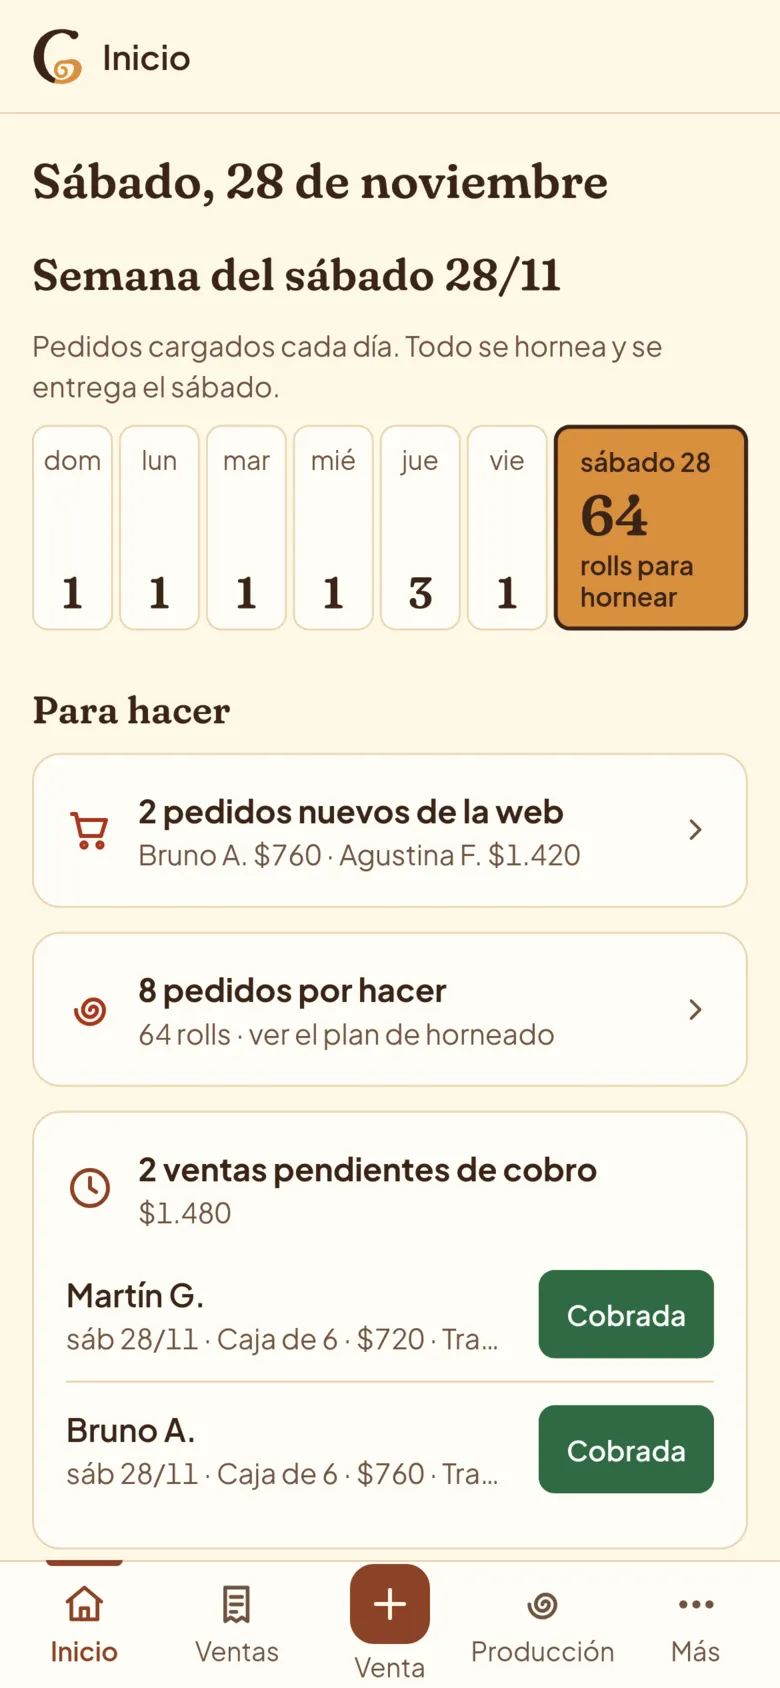 Inicio
Sábado, 28 de noviembre
Semana del sábado 28/11
Pedidos cargados cada día. Todo se hornea y se
entrega el sábado.
dom
1
lun
1
mar
1
mié
1
jue
3
vie
1
sábado 28
64
rolls para
hornear
Para hacer
2 pedidos nuevos de la web
Bruno A. $760 · Agustina F. $1.420
8 pedidos por hacer
64 rolls · ver el plan de horneado
2 ventas pendientes de cobro
$1.480
Martín G.
sáb 28/11 · Caja de 6 · $720 · Tra...
Cobrada
Bruno A.
sáb 28/11 · Caja de 6 · $760 · Tra...
Cobrada
Inicio
Ventas
Venta
Producción
Más